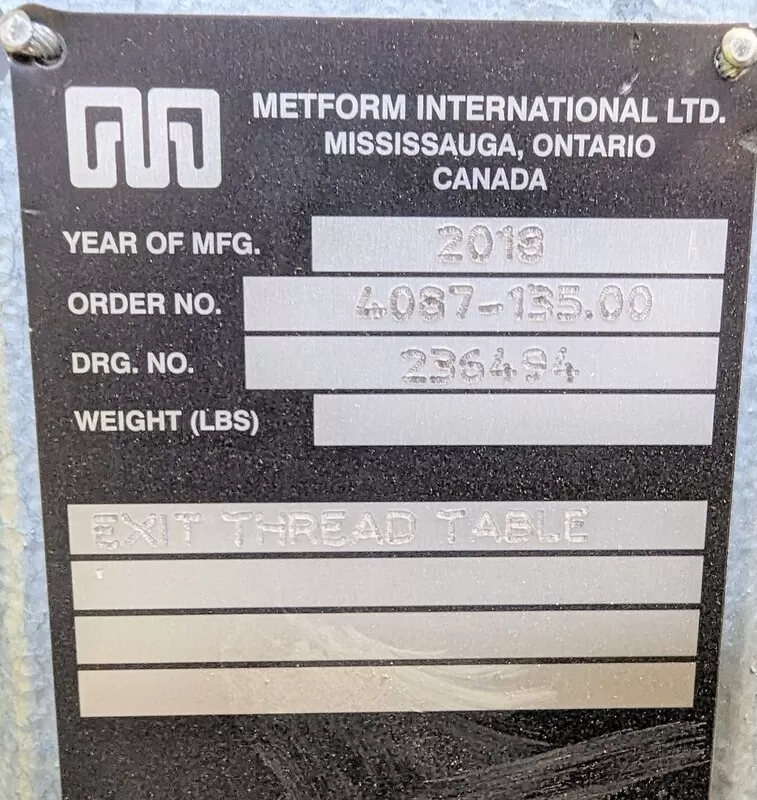 METFORM INTERNATIONAL LTD.
MISSISSAUGA, ONTARIO
CANADA
YEAR OF MFG. 2018
ORDER NO. 4087-135.00
DRG. NO. 236494
WEIGHT (LBS)
EXIT THREAD TABLE